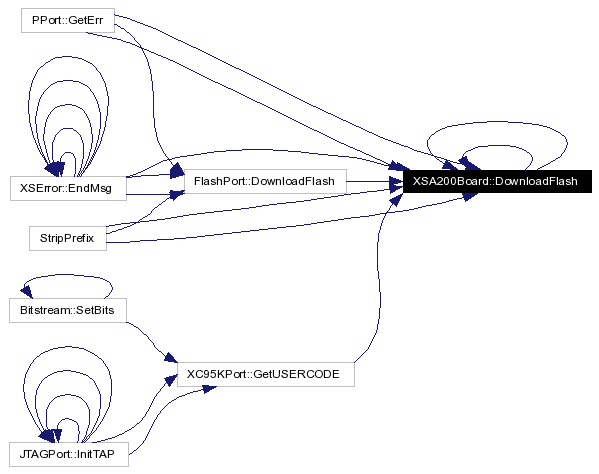 PPort::GetErr
XSError::EndMsg
FlashPort::DownloadFlash
XSA200Board::DownloadFlash
StripPrefix
Bitstream::SetBits
XC95KPort::GetUSERCODE
JTAGPort::InitTAP